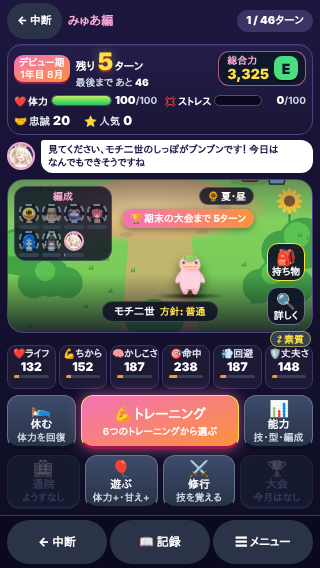 ← 中断
みゅあ編
1 / 46ターン
デビュー期
1年目 8月
残り 5 ターン
最後まで あと 46
総合力
3,325
E
体力 100/100
ストレス 0/100
忠誠 20
人気 0
見てください、モチ二世のしっぽがブンブンです! 今日は
なんでもできそうですね
編成
夏・昼
期末の大会まで 5ターン
持ち物
モチ二世 方針: 普通
詳しく
素質
ライフ
132
ちから
152
かしこさ
187
命中
238
回避
187
丈夫さ
148
休む
体力を回復
トレーニング
6つのトレーニングから選ぶ
能力
技・型・編成
通院
ようすなし
遊ぶ
体力+・甘え+
修行
技を覚える
大会
今月はなし
← 中断
記録
メニュー